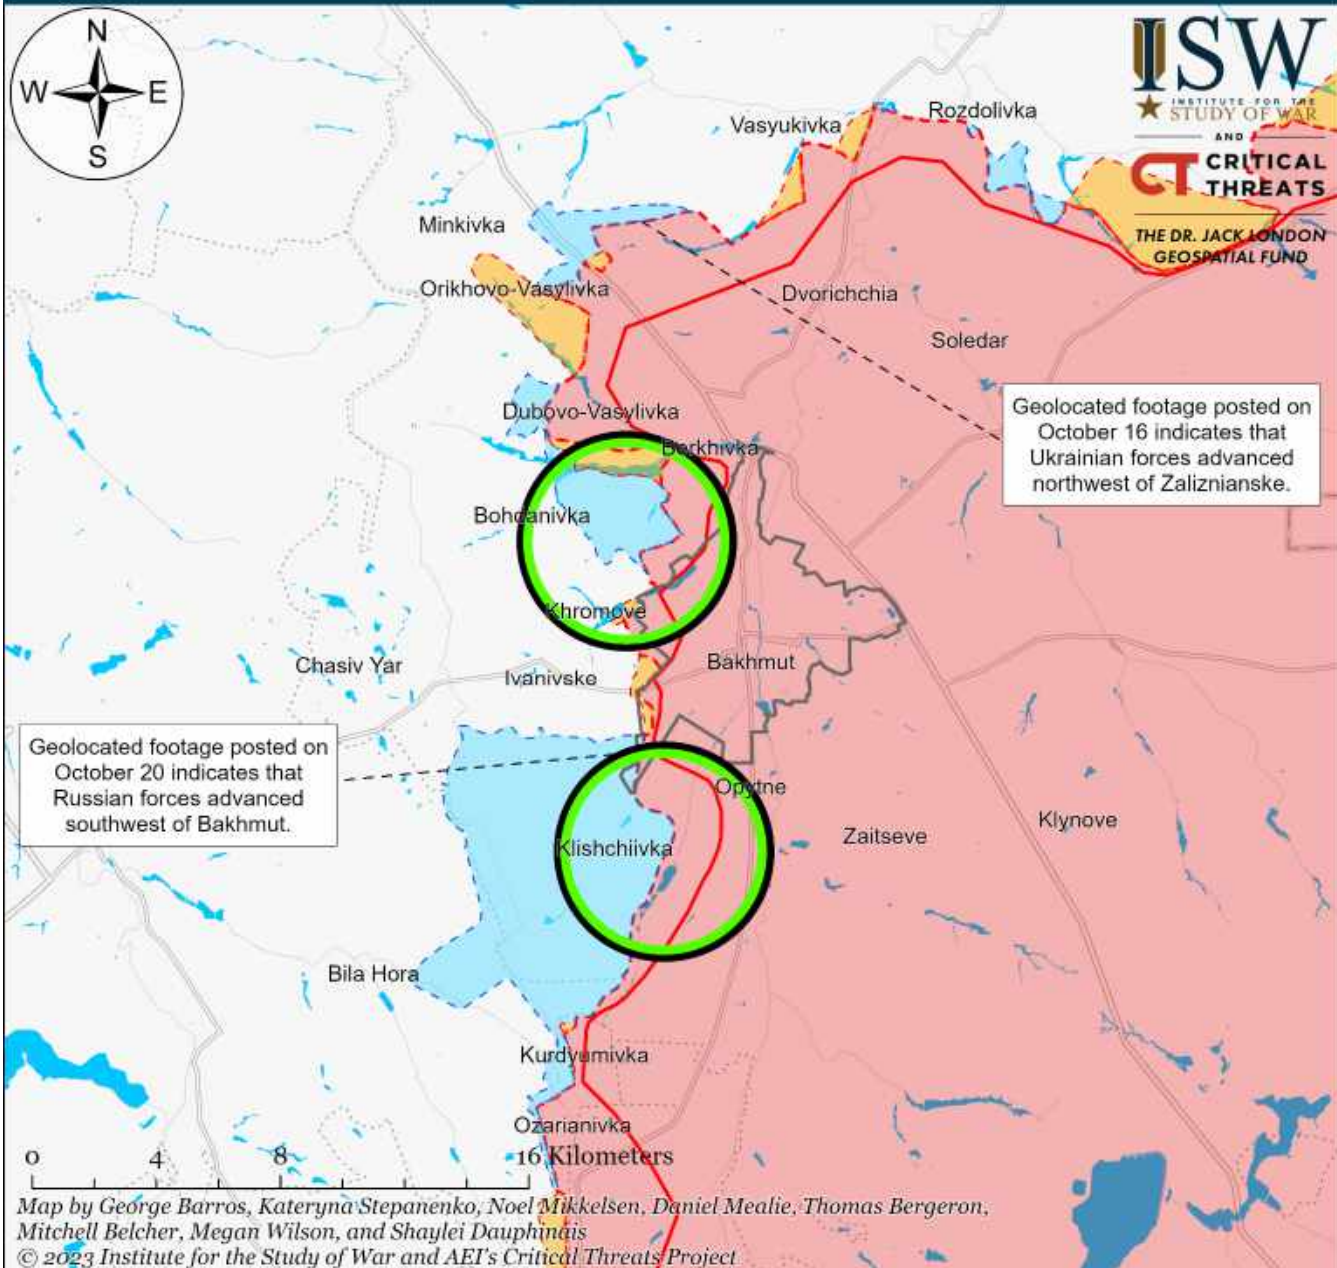 N
W E
S
ISW
INSTITUTE FOR THE
STUDY OF WAR
AND
CT CRITICAL
THREATS
THE DR. JACK LONDON
GEOSPATIAL FUND
Rozdolivka
Vasyukivka
Minkivka
Orikhovo-Vasylivka
Dvorichchia
Soledar
Dubovo-Vasylivka
Geolocated footage posted on
October 16 indicates that
Ukrainian forces advanced
northwest of Zaliznianske.
Berkhivka
Bohdanivka
Khromove
Chasiv Yar
Ivanivske
Bakhmut
Geolocated footage posted on
October 20 indicates that
Russian forces advanced
southwest of Bakhmut.
Opytne
Klishchiivka
Zaitseve
Klynove
Bila Hora
Kurdyumivka
Ozarianivka
0 4 8 16 Kilometers
Map by George Barros, Kateryna Stepanenko, Noel Mikkelsen, Daniel Mealie, Thomas Bergeron,
Mitchell Belcher, Megan Wilson, and Shaylei Dauphinais
© 2023 Institute for the Study of War and AEI's Critical Threats Project